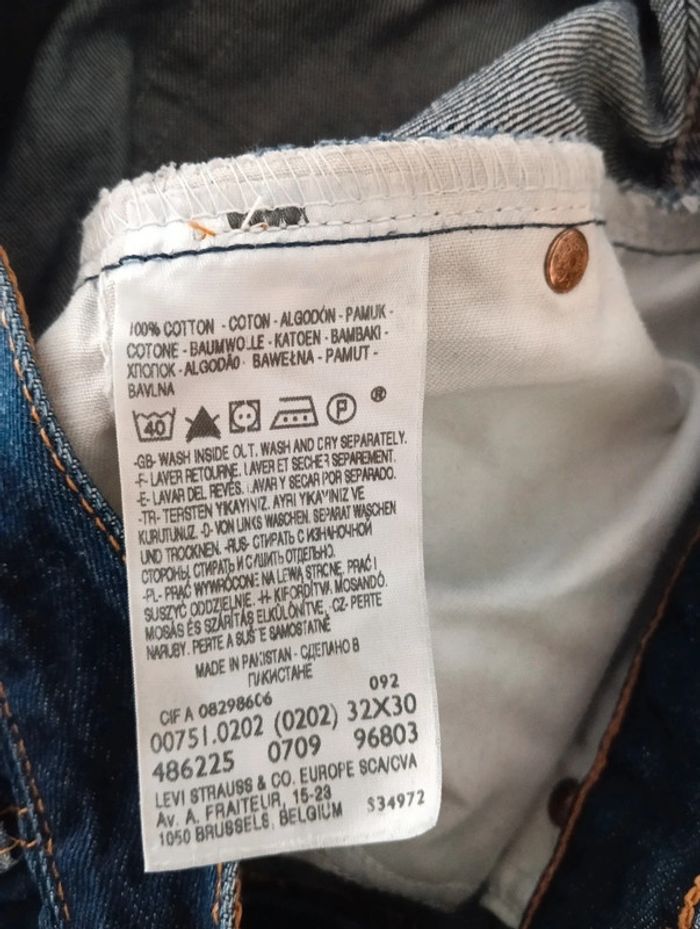 100% COTTON - COTON - ALGODÓN - PAMUK -
COTONE - BAUMWOLLE - KATOEN - BAMBAKI -
ХЛОПОК - ALGODÃO - BAWEŁNA - PAMUT -
BAVLNA
40 P ®
-GB- WASH INSIDE OUT. WASH AND DRY SEPARATELY.
-F- LAVER RETOURNE. LAVER ET SECHER SEPAREMENT.
-E- LAVAR DEL REVÉS. LAVAR Y SECAR POR SEPARADO.
-TR- TERSTEN YIKAYINIZ. AYRI YIKAYINIZ VE
KURUTUNUZ. -D- VON LINKS WASCHEN. SEPARAT WASCHEN
UND TROCKNEN. -RUS- СТИРАТЬ С ИЗНАНОЧНОЙ
СТОРОНЫ. СТИРАТЬ И СУШИТЬ ОТДЕЛЬНО.
-PL- PRAĆ WYWRÓCONE NA LEWĄ STRONĘ. PRAĆ I
SUSZYĆ ODDZIELNIE. -H- KIFORDÍTVA MOSANDÓ.
MOSÁS ÉS SZÁRÍTÁS ELKÜLÖNÍTVE. -CZ- PERTE
NARUBY. PERTE A SUŠTE SAMOSTATNĚ
MADE IN PAKISTAN - СДЕЛАНО В
ПАКИСТАНЕ
CIF A 08298606 092
00751.0202 (0202) 32X30
486225 0709 96803
LEVI STRAUSS & CO. EUROPE SCA/CVA
Av. A. FRAITEUR, 15-23
1050 BRUSSELS, BELGIUM S34972